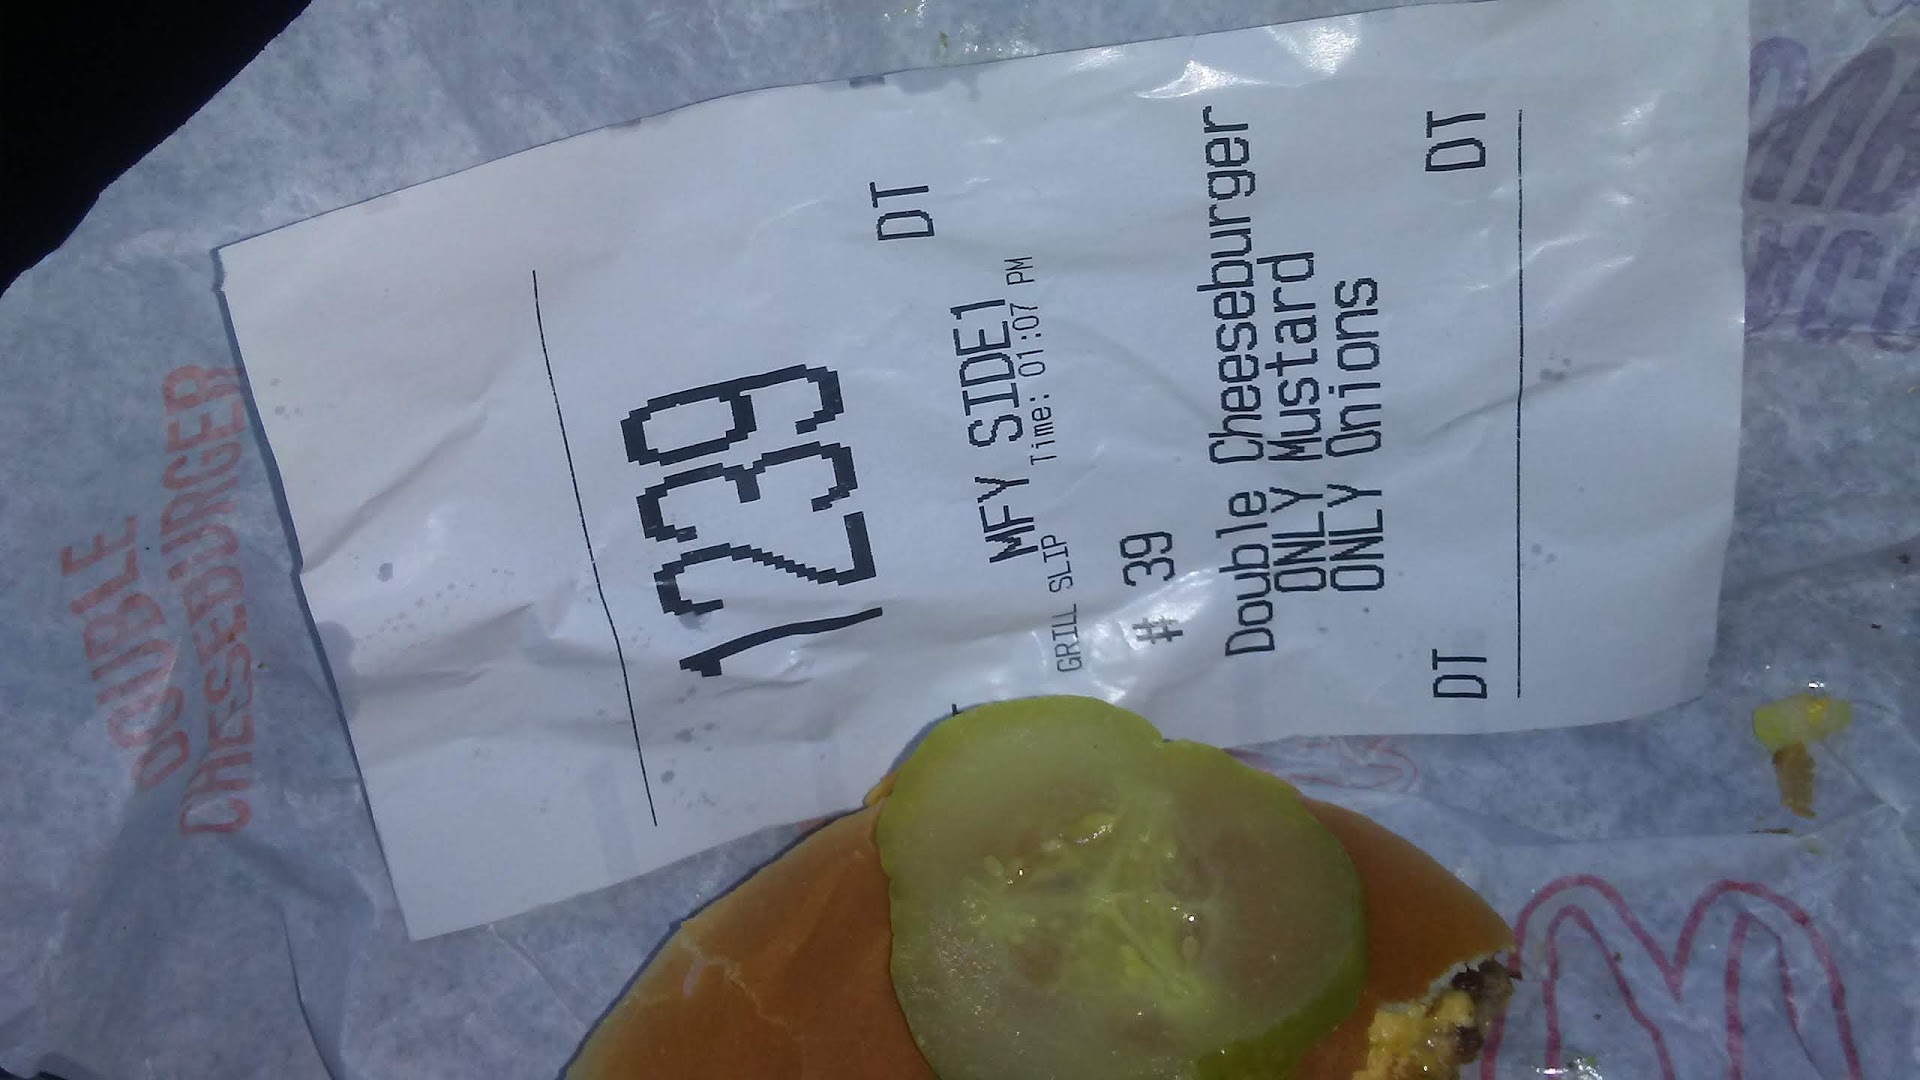 DOUBLE
CHEESEBURGER
1239
DT
MFY SIDE1
GRILL SLIP Time: 01:07 PM
# 39
Double Cheeseburger
ONLY Mustard
ONLY Onions
DT DT